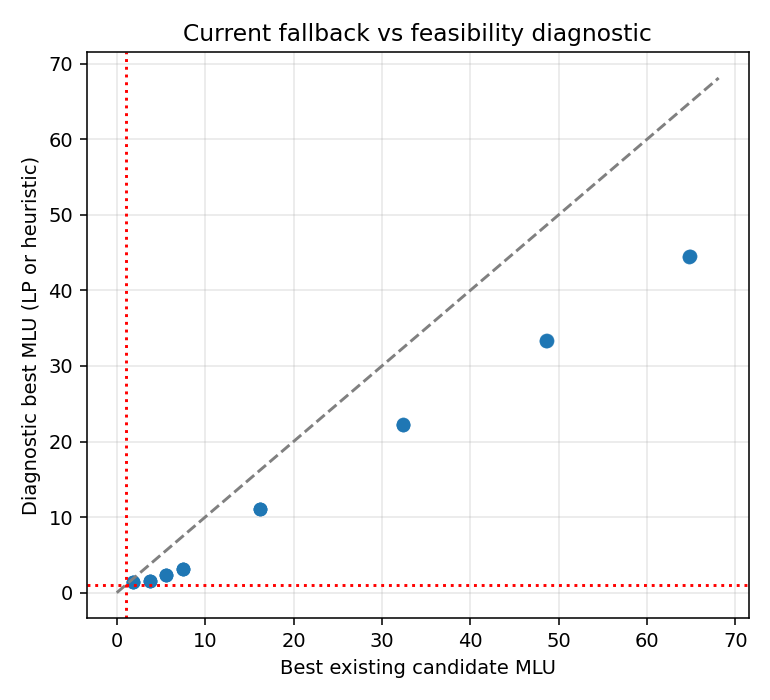 Current fallback vs feasibility diagnostic
Diagnostic best MLU (LP or heuristic)
70
60
50
40
30
20
10
0
0 10 20 30 40 50 60 70
Best existing candidate MLU